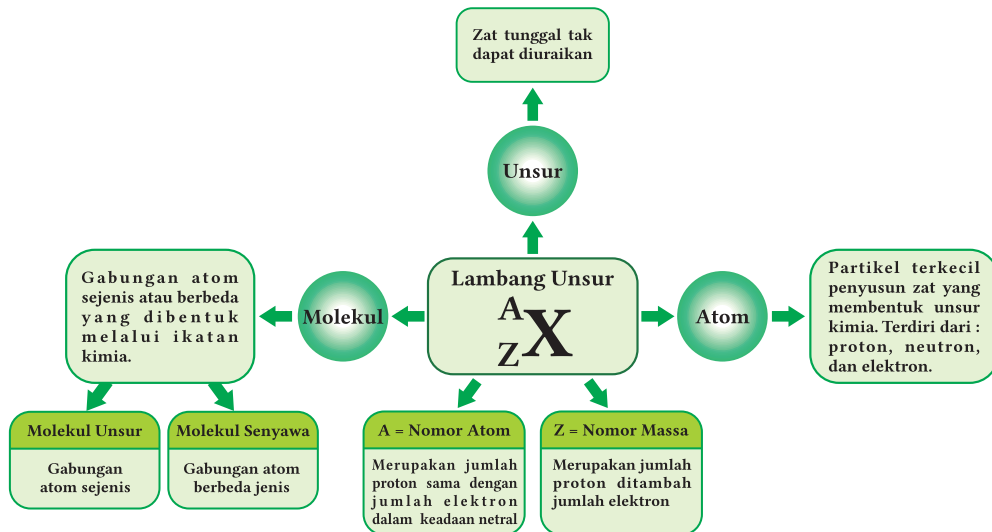 Zat tunggal tak
dapat diuraikan
Unsur
Lambang Unsur
A
Z
X
Molekul
Gabungan atom
sejenis atau berbeda
yang dibentuk
melalui ikatan
kimia.
Atom
Partikel terkecil
penyusun zat yang
membentuk unsur
kimia. Terdiri dari :
proton, neutron,
dan elektron.
Molekul Unsur
Gabungan
atom sejenis
Molekul Senyawa
Gabungan atom
berbeda jenis
A = Nomor Atom
Merupakan jumlah
proton sama dengan
jumlah elektron
dalam keadaan netral
Z = Nomor Massa
Merupakan jumlah
proton ditambah
jumlah elektron